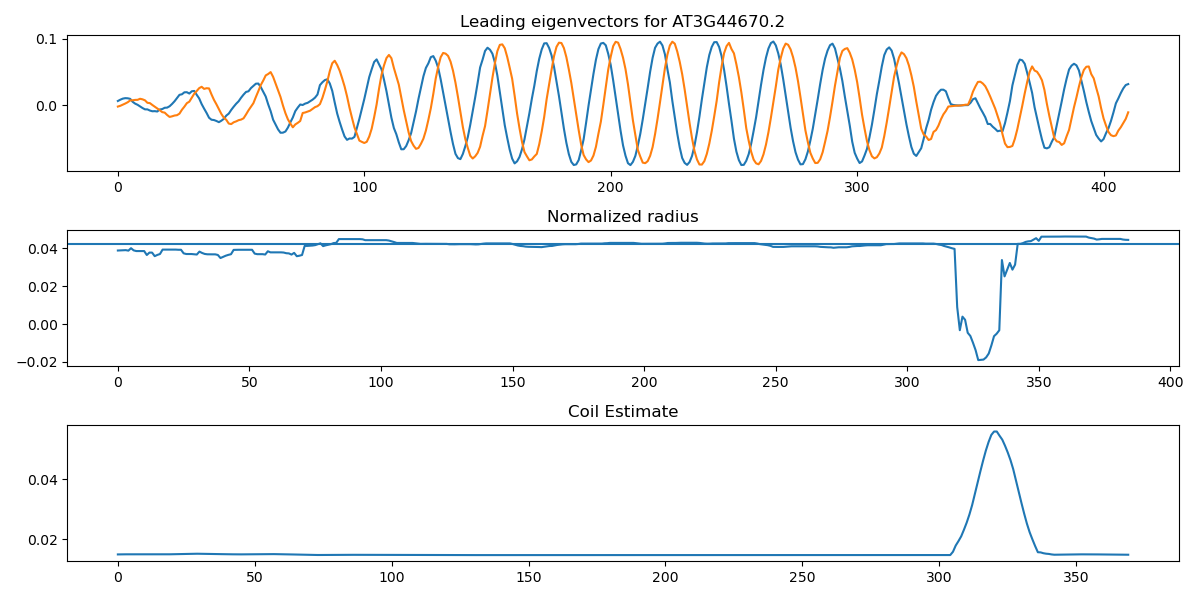 Leading eigenvectors for AT3G44670.2
0.1
0.0
0 100 200 300 400
Normalized radius
0.04
0.02
0.00
−0.02
0 50 100 150 200 250 300 350 400
Coil Estimate
0.04
0.02
0 50 100 150 200 250 300 350